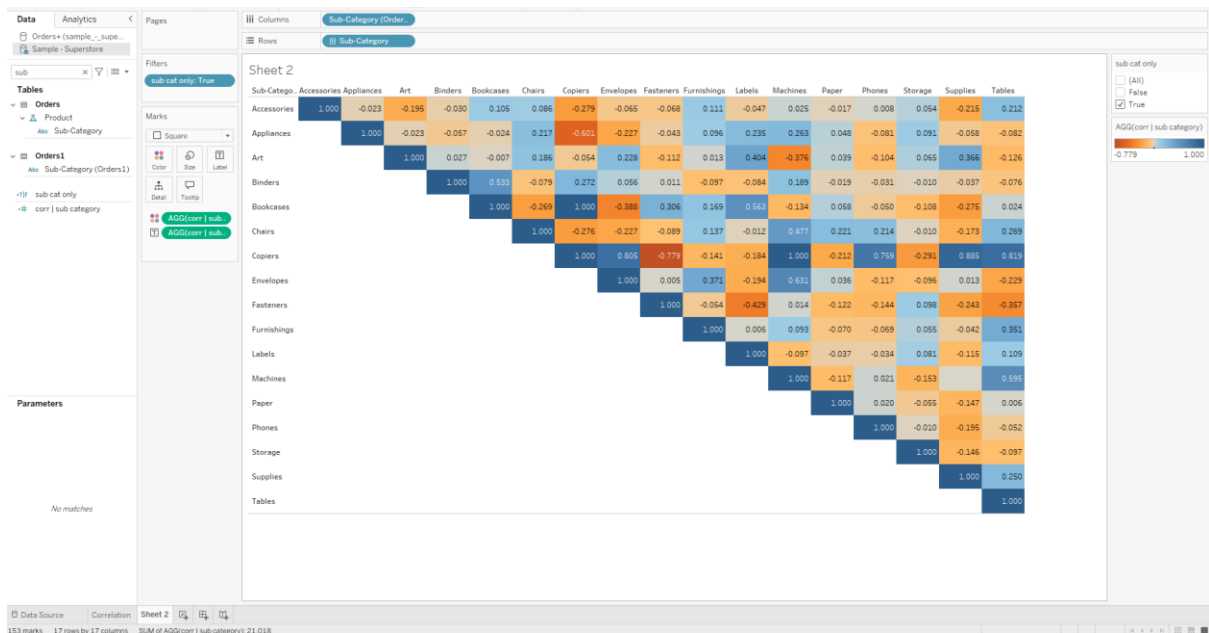 Data Analytics <
Orders+ (sample_-_supe...
Sample - Superstore
sub
Tables
Orders
Product
Abc Sub-Category
Orders1
Abc Sub-Category (Orders1)
=T|F sub cat only
=# corr | sub category
Parameters
No matches
Pages
Filters
sub cat only: True
Marks
Square
Color Size Label
Detail Tooltip
AGG(corr | sub..
AGG(corr | sub..
Columns Sub-Category (Order..
Rows Sub-Category
Sheet 2
Sub-Catego.. Accessories Appliances Art Binders Bookcases Chairs Copiers Envelopes Fasteners Furnishings Labels Machines Paper Phones Storage Supplies Tables
Accessories 1.000 -0.023 -0.195 -0.030 0.105 0.086 -0.279 -0.065 -0.068 0.111 -0.047 0.025 -0.017 0.008 0.054 -0.215 0.212
Appliances 1.000 -0.023 -0.057 -0.024 0.217 -0.601 -0.227 -0.043 0.096 0.235 0.263 0.048 -0.081 0.091 -0.058 -0.082
Art 1.000 0.027 -0.007 0.186 -0.054 0.228 -0.112 0.013 0.404 -0.376 0.039 -0.104 0.065 0.366 -0.126
Binders 1.000 0.533 -0.079 0.272 0.056 0.011 -0.097 -0.084 0.189 -0.019 -0.031 -0.010 -0.037 -0.076
Bookcases 1.000 -0.269 1.000 -0.388 0.306 0.169 0.563 -0.134 0.058 -0.050 -0.108 -0.275 0.024
Chairs 1.000 -0.276 -0.227 -0.089 0.137 -0.012 0.477 0.221 0.214 -0.010 -0.173 0.269
Copiers 1.000 0.805 -0.779 -0.141 -0.184 1.000 -0.212 0.759 -0.291 0.885 0.819
Envelopes 1.000 0.005 0.371 -0.194 0.631 0.036 -0.117 -0.096 0.013 -0.229
Fasteners 1.000 -0.054 -0.429 0.014 -0.122 -0.144 0.098 -0.243 -0.357
Furnishings 1.000 0.006 0.093 -0.070 -0.069 0.055 -0.042 0.351
Labels 1.000 -0.097 -0.037 -0.034 0.081 -0.115 0.109
Machines 1.000 -0.117 0.021 -0.153 0.595
Paper 1.000 0.020 -0.055 -0.147 0.006
Phones 1.000 -0.010 -0.195 -0.052
Storage 1.000 -0.146 -0.097
Supplies 1.000 0.250
Tables 1.000
sub cat only
(All)
False
True
AGG(corr | sub category)
-0.779 1.000
Data Source Correlation Sheet 2
153 marks 17 rows by 17 columns SUM of AGG(corr | sub category): 21.018